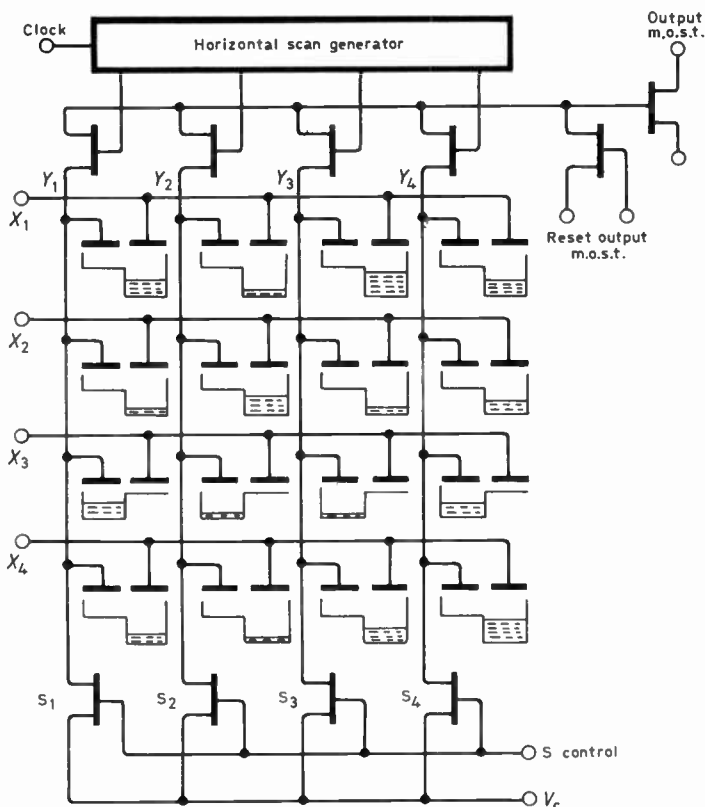 Clock
Horizontal scan generator
Output
m.o.s.t.
Y1
Y2
Y3
Y4
X1
Reset output
m.o.s.t.
X2
X3
X4
S1
S2
S3
S4
S control
Vc